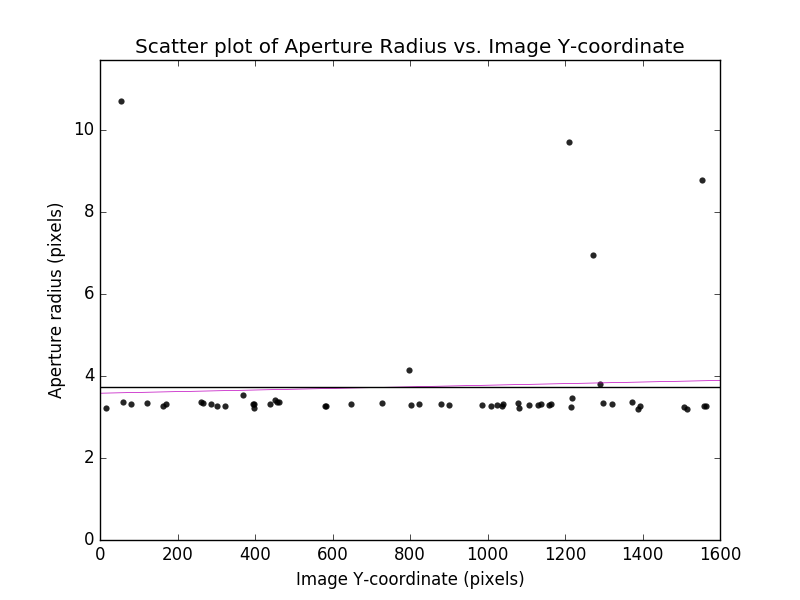 Scatter plot of Aperture Radius vs. Image Y-coordinate
10
8
6
4
2
0
Aperture radius (pixels)
0 200 400 600 800 1000 1200 1400 1600
Image Y-coordinate (pixels)